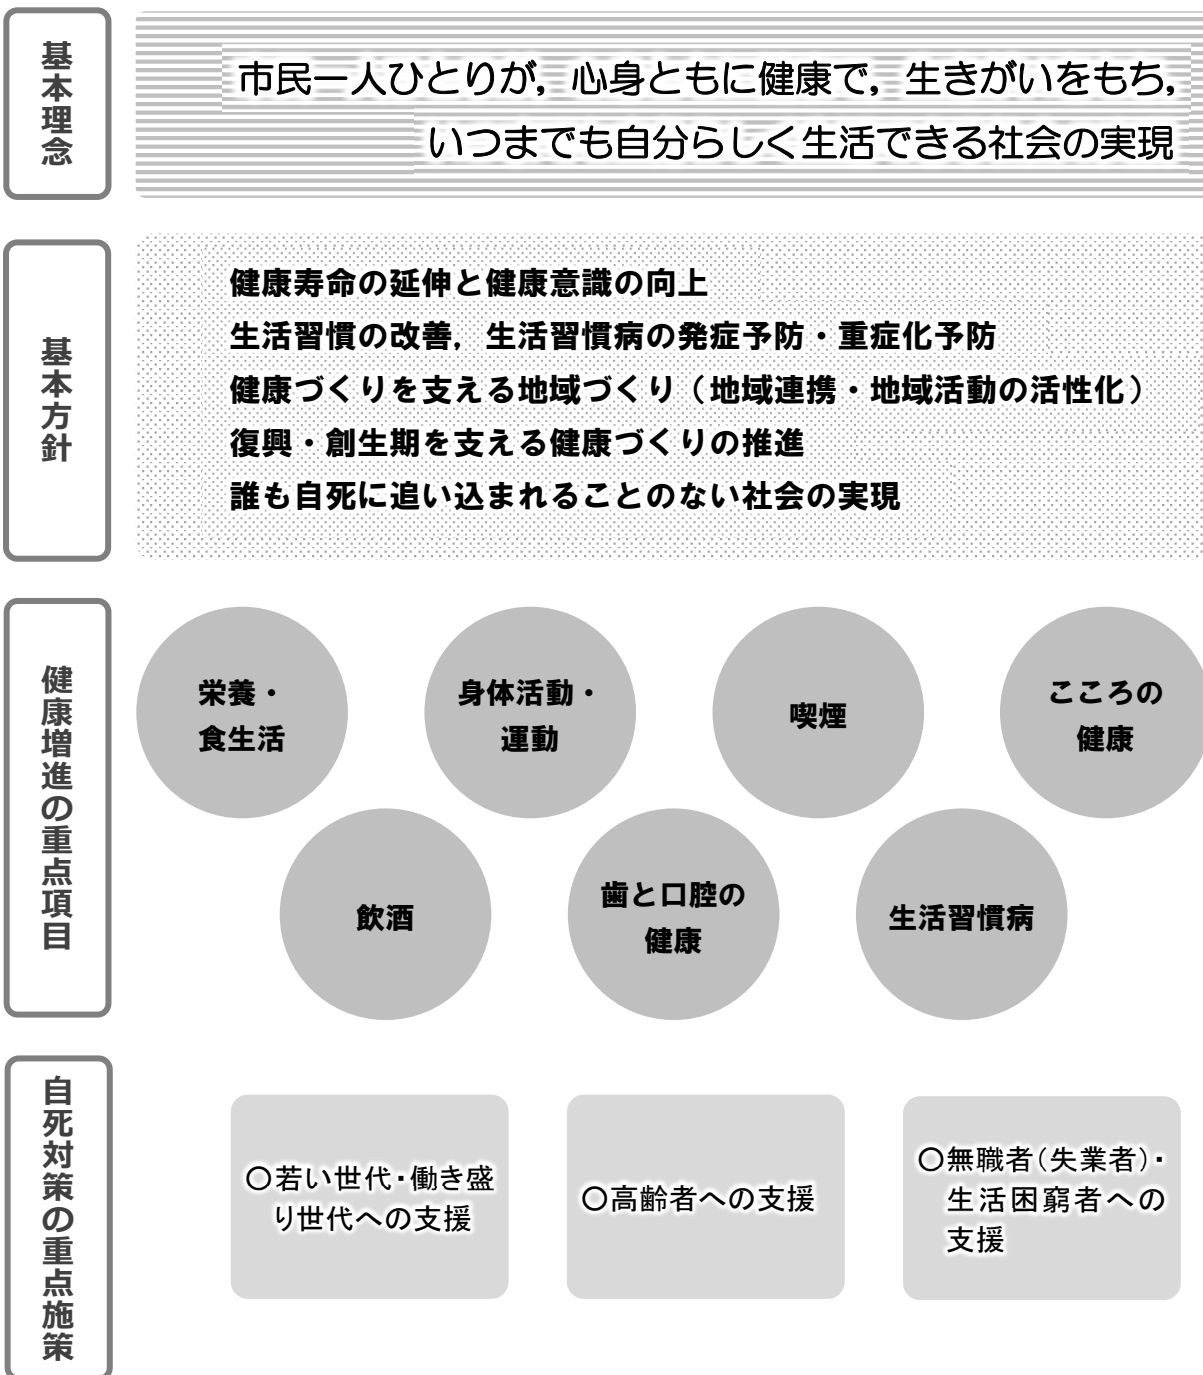 基本理念
市民一人ひとりが，心身ともに健康で，生きがいをもち，
いつまでも自分らしく生活できる社会の実現
基本方針
健康寿命の延伸と健康意識の向上
生活習慣の改善，生活習慣病の発症予防・重症化予防
健康づくりを支える地域づくり（地域連携・地域活動の活性化）
復興・創生期を支える健康づくりの推進
誰も自死に追い込まれることのない社会の実現
健康増進の重点項目
栄養・
食生活
身体活動・
運動
喫煙
こころの
健康
飲酒
歯と口腔の
健康
生活習慣病
自死対策の重点施策
○若い世代・働き盛
り世代への支援
○高齢者への支援
○無職者（失業者）・
生活困窮者への
支援